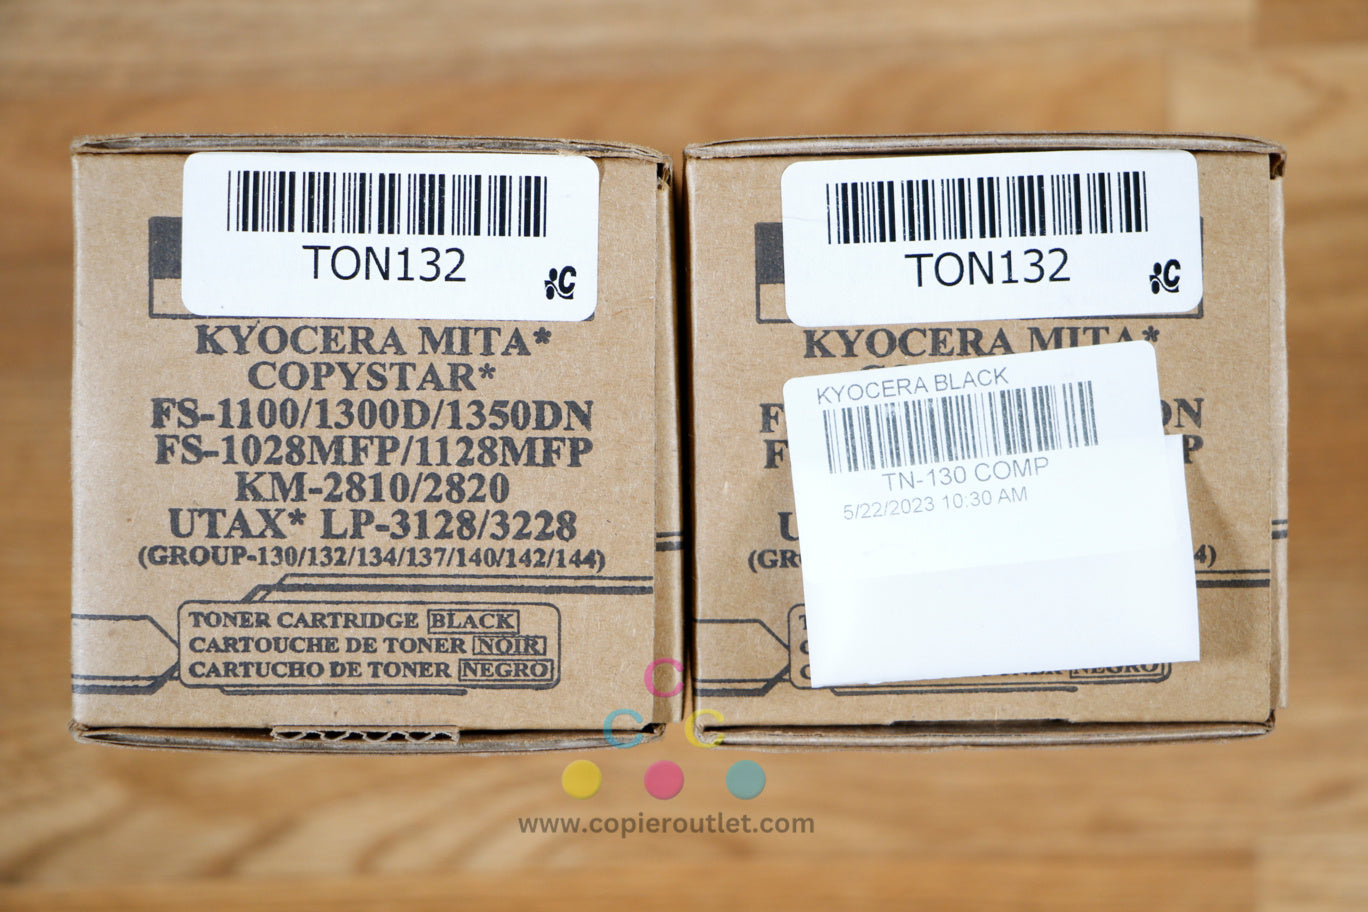 TON132
KYOCERA MITA*
COPYSTAR*
FS-1100/1300D/1350DN
FS-1028MFP/1128MFP
KM-2810/2820
UTAX* LP-3128/3228
(GROUP-130/132/134/137/140/142/144)
TONER CARTRIDGE BLACK
CARTOUCHE DE TONER NOIR
CARTUCHO DE TONER NEGRO
TON132
KYOCERA MITA*
KYOCERA BLACK
TN-130 COMP
5/22/2023 10:30 AM
NEGRO
www.copieroutlet.com